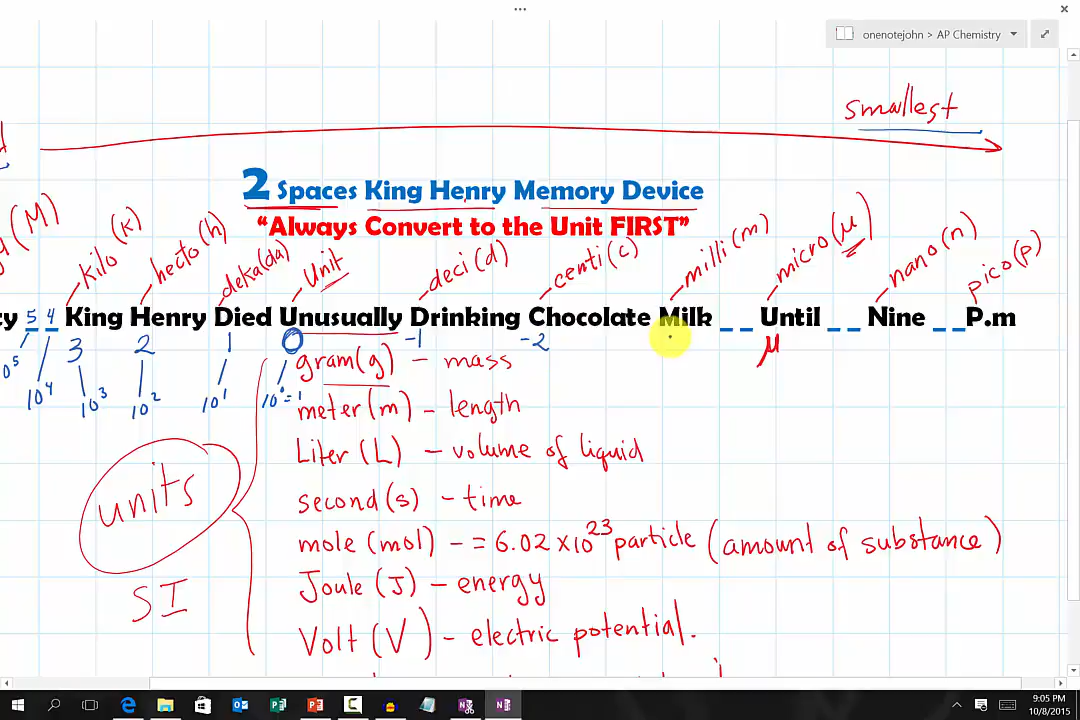 onenotejohn > AP Chemistry
smallest
2 Spaces King Henry Memory Device
"Always Convert to the Unit FIRST"
(M) kilo (k) hecto (h) deka (da) Unit deci (d) centi (c) milli (m) micro (μ) nano (n) pico (p)
cy 5 4 King Henry Died Unusually Drinking Chocolate Milk _ _ Until _ _ Nine _ _ P.m
3 2 1 0 -1 -2 μ
10⁵ 10⁴ 10³ 10² 10¹ 10⁰=1
gram (g) – mass
meter (m) – length
Liter (L) – volume of liquid
units
second (s) – time
mole (mol) – = 6.02 x10²³ particle (amount of substance)
SI
Joule (J) – energy
Volt (V) – electric potential.
9:05 PM
10/8/2015